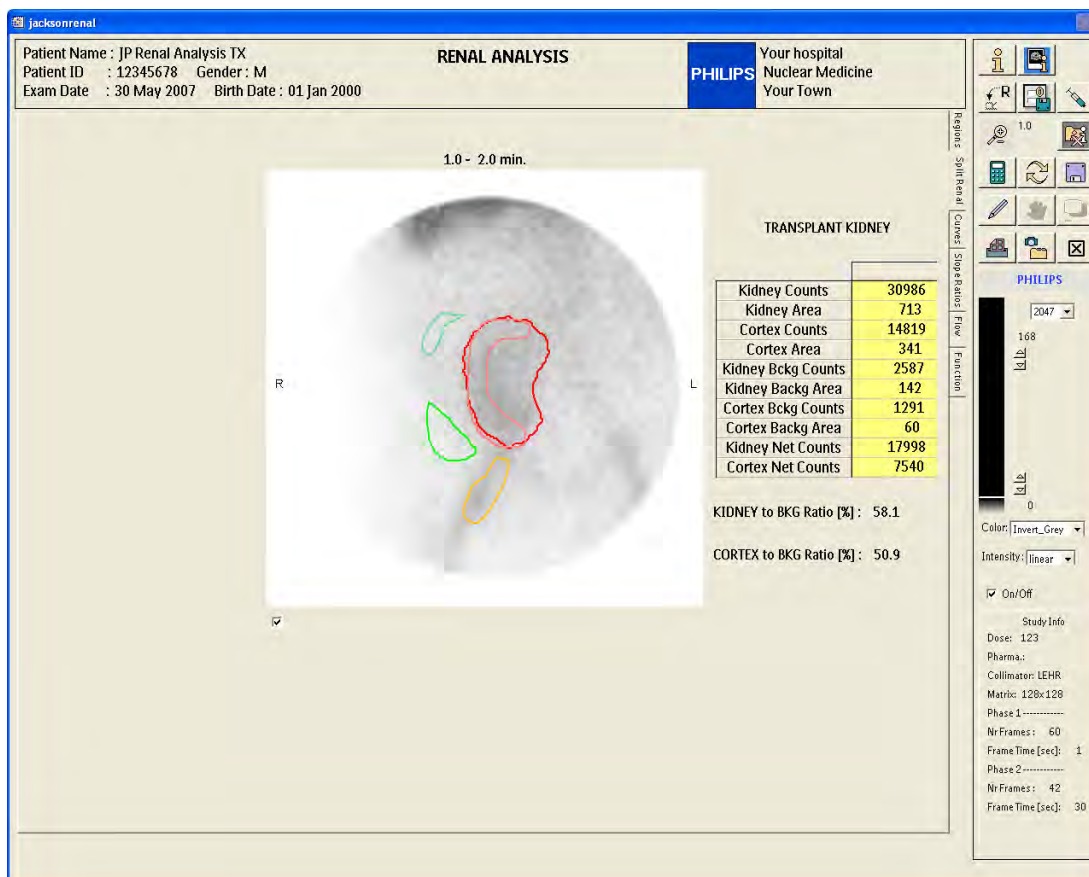 jacksonrenal
Patient Name : JP Renal Analysis TX
Patient ID : 12345678 Gender : M
Exam Date : 30 May 2007 Birth Date : 01 Jan 2000
RENAL ANALYSIS
PHILIPS
Your hospital
Nuclear Medicine
Your Town
1.0 - 2.0 min.
R
L
TRANSPLANT KIDNEY
Kidney Counts 30986
Kidney Area 713
Cortex Counts 14819
Cortex Area 341
Kidney Bckg Counts 2587
Kidney Backg Area 142
Cortex Bckg Counts 1291
Cortex Backg Area 60
Kidney Net Counts 17998
Cortex Net Counts 7540
KIDNEY to BKG Ratio [%] : 58.1
CORTEX to BKG Ratio [%] : 50.9
Regions
Split Renal
Curves
Slope Ratios
Flow
Function
R
1.0
PHILIPS
2047
168
0
Color: Invert_Grey
Intensity: linear
On/Off
Study Info
Dose: 123
Pharma.:
Collimator: LEHR
Matrix: 128x128
Phase 1------------
Nr Frames : 60
Frame Time [sec]: 1
Phase 2------------
Nr Frames : 42
Frame Time [sec]: 30